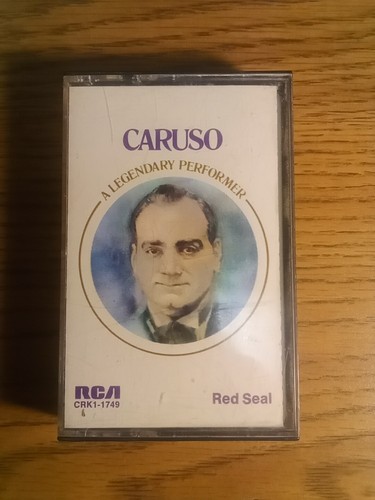 CARUSO
A LEGENDARY PERFORMER
RCA
CRK1-1749
Red Seal